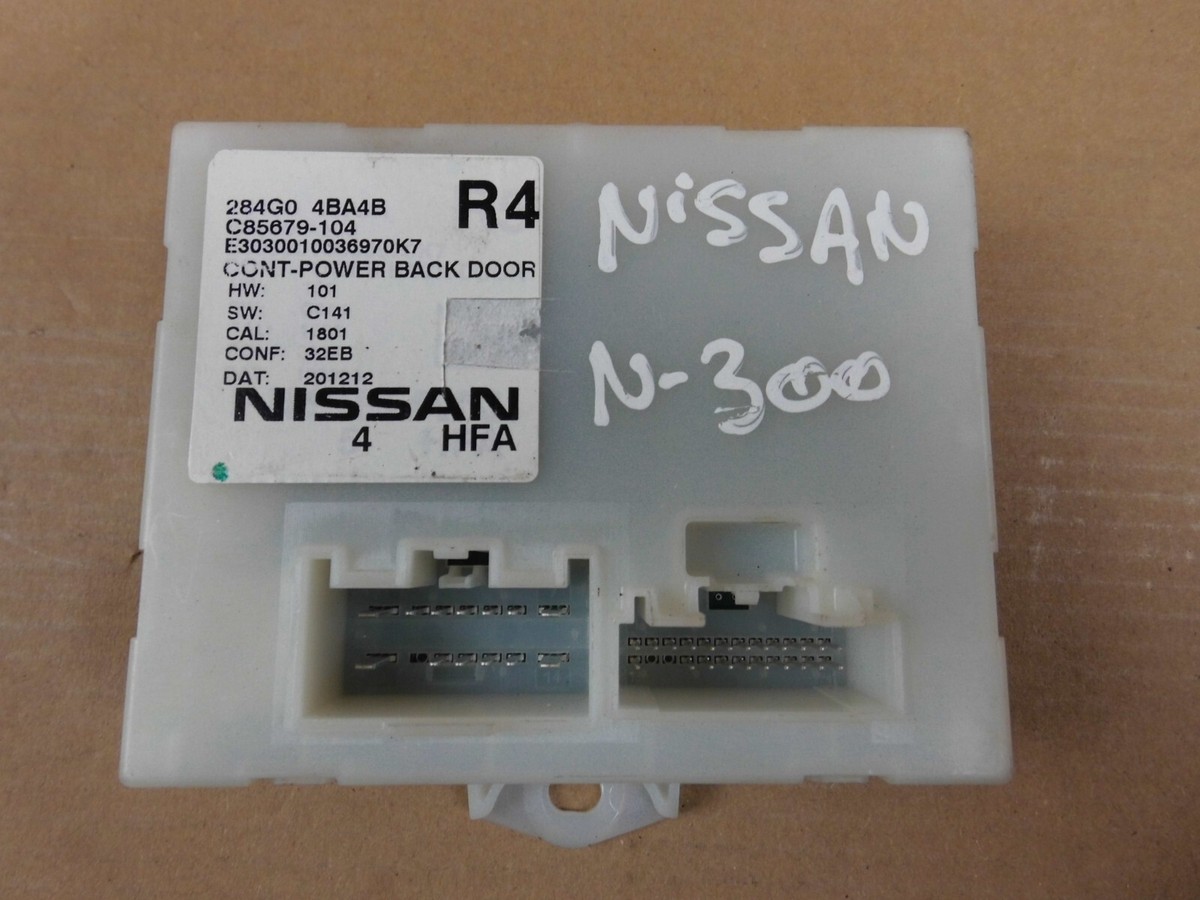 284G0 4BA4B
R4
C85679-104
E3030010036970K7
CONT-POWER BACK DOOR
HW: 101
SW: C141
CAL: 1801
CONF: 32EB
DAT: 201212
NISSAN
4 HFA
NiSSAN
N-300